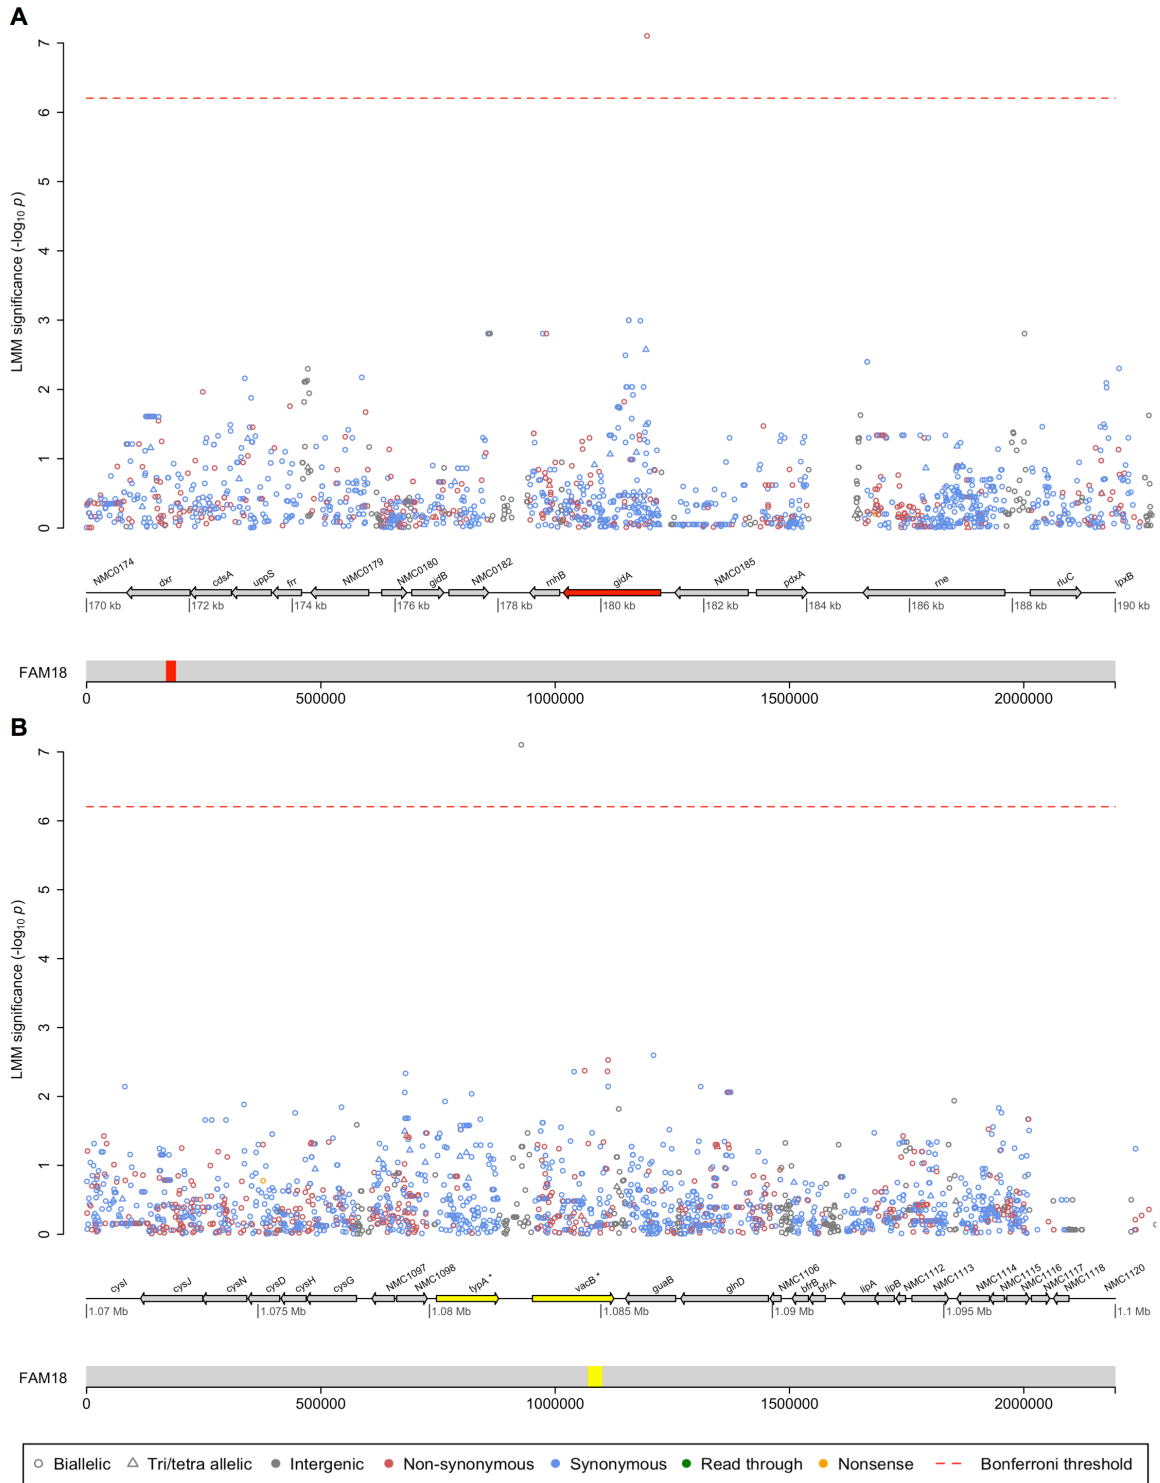 A
7
6
5
4
3
2
1
0
LMM significance (-log10 p)
NMC0174 dxr cdsA uppS frr NMC0179 NMC0180 gidB NMC0182 rnhB gidA NMC0185 pdxA rne rluC lpxB
170 kb 172 kb 174 kb 176 kb 178 kb 180 kb 182 kb 184 kb 186 kb 188 kb 190 kb
FAM18
0 500000 1000000 1500000 2000000
B
7
6
5
4
3
2
1
0
LMM significance (-log10 p)
cysI cysJ cysN cysD cysH cysG NMC1097 NMC1098 typA * vacB * guaB glnD NMC1106 bfrB bfrA lipA lipB NMC1112 NMC1113 NMC1114 NMC1115 NMC1116 NMC1117 NMC1118 NMC1120
1.07 Mb 1.075 Mb 1.08 Mb 1.085 Mb 1.09 Mb 1.095 Mb 1.1 Mb
FAM18
0 500000 1000000 1500000 2000000
Biallelic Tri/tetra allelic Intergenic Non-synonymous Synonymous Read through Nonsense Bonferroni threshold